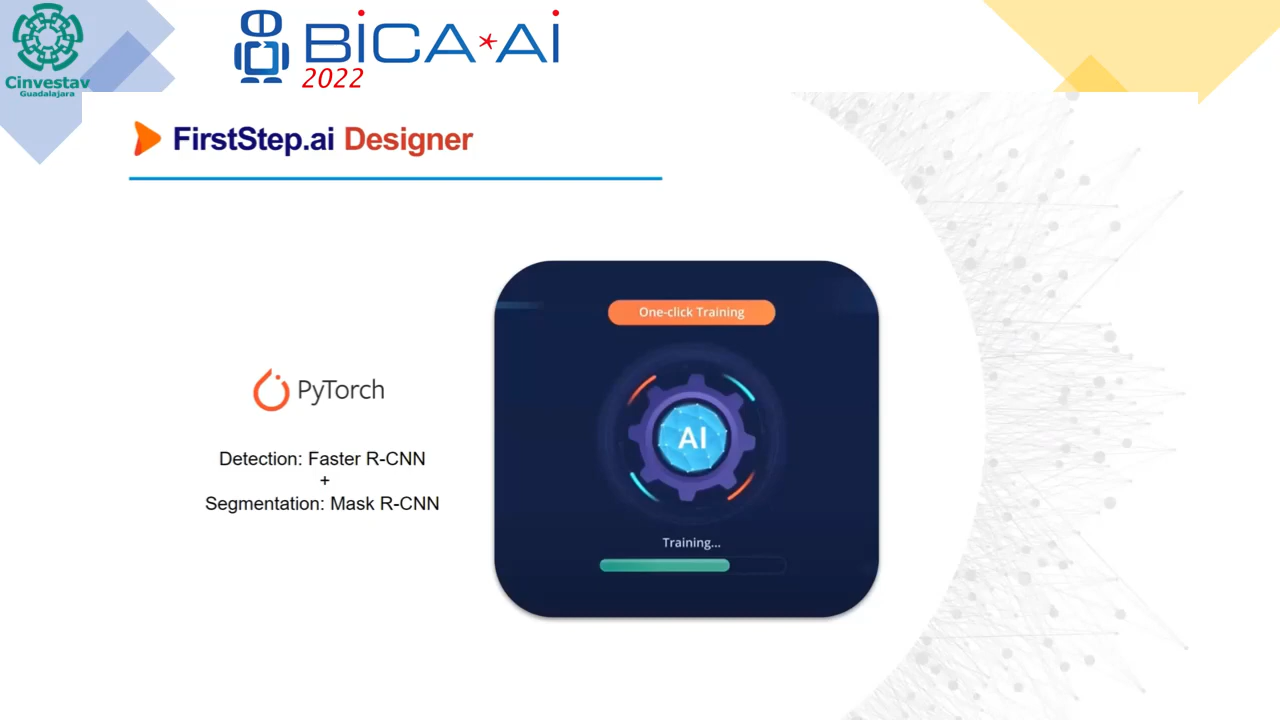 Cinvestav
Guadalajara
BiCA*Ai
2022
FirstStep.ai Designer
One-click Training
PyTorch
AI
Detection: Faster R-CNN
+
Segmentation: Mask R-CNN
Training...